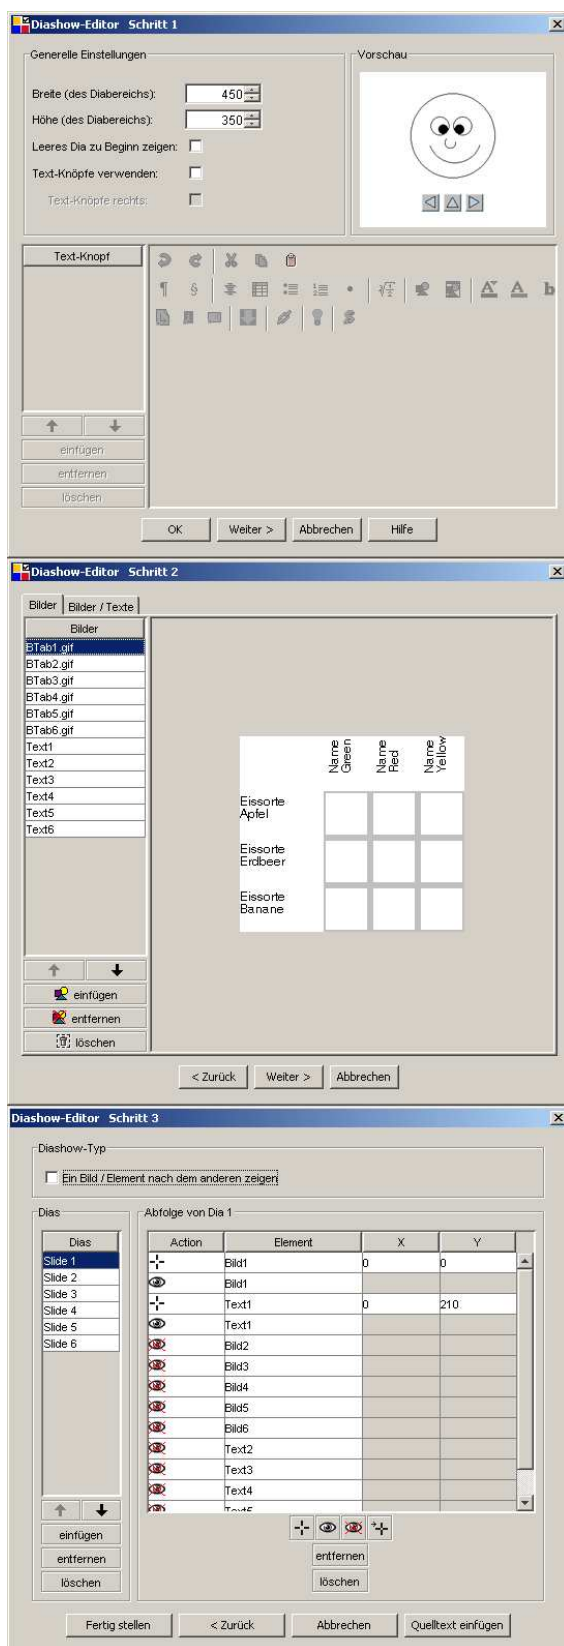 Diashow-Editor Schritt 1
Generelle Einstellungen
Vorschau
Breite (des Diabereichs): 450
Höhe (des Diabereichs): 350
Leeres Dia zu Beginn zeigen:
Text-Knöpfe verwenden:
Text-Knöpfe rechts:
Text-Knopf
einfügen
entfernen
löschen
OK Weiter > Abbrechen Hilfe
Diashow-Editor Schritt 2
Bilder Bilder / Texte
Bilder
BTab1.gif
BTab2.gif
BTab3.gif
BTab4.gif
BTab5.gif
BTab6.gif
Text1
Text2
Text3
Text4
Text5
Text6
Name Green
Name Red
Name Yellow
Eissorte
Apfel
Eissorte
Erdbeer
Eissorte
Banane
einfügen
entfernen
löschen
< Zurück Weiter > Abbrechen
Diashow-Editor Schritt 3
Diashow-Typ
Ein Bild / Element nach dem anderen zeigen
Dias
Dias
Slide 1
Slide 2
Slide 3
Slide 4
Slide 5
Slide 6
einfügen
entfernen
löschen
Abfolge von Dia 1
Action Element X Y
Bild1 0 0
Bild1
Text1 0 210
Text1
Bild2
Bild3
Bild4
Bild5
Bild6
Text2
Text3
Text4
Text5
entfernen
löschen
Fertig stellen < Zurück Abbrechen Quelltext einfügen